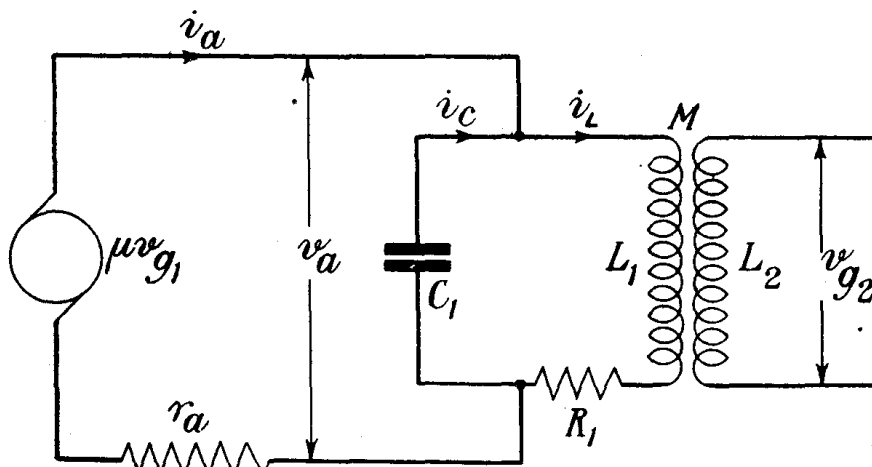 i_a
i_C i_L M
μv_g1 v_a C_1 L_1 L_2 v_g2
r_a R_1